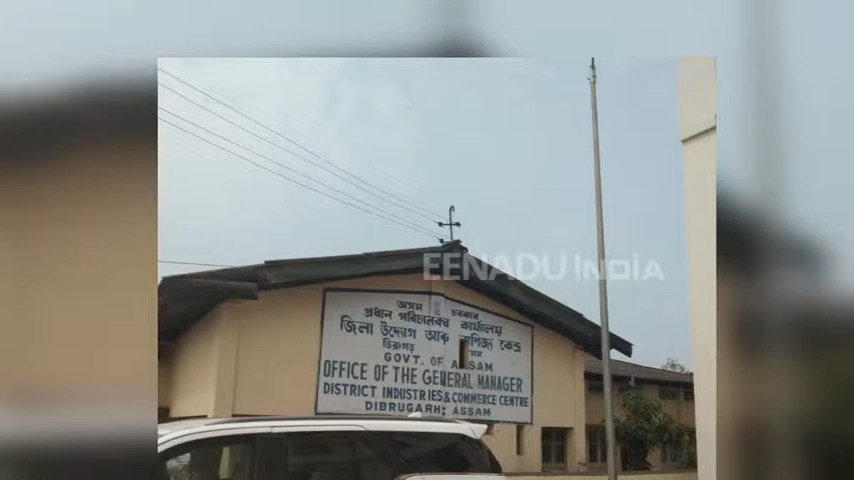 EENADU INDIA
অসম চৰকাৰ
প্ৰধান পৰিচালকৰ কাৰ্য্যালয়
জিলা উদ্যোগ আৰু বাণিজ্য কেন্দ্ৰ
ডিব্ৰুগড়
GOVT. OF ASSAM
OFFICE OF THE GENERAL MANAGER
DISTRICT INDUSTRIES & COMMERCE CENTRE
DIBRUGARH: ASSAM